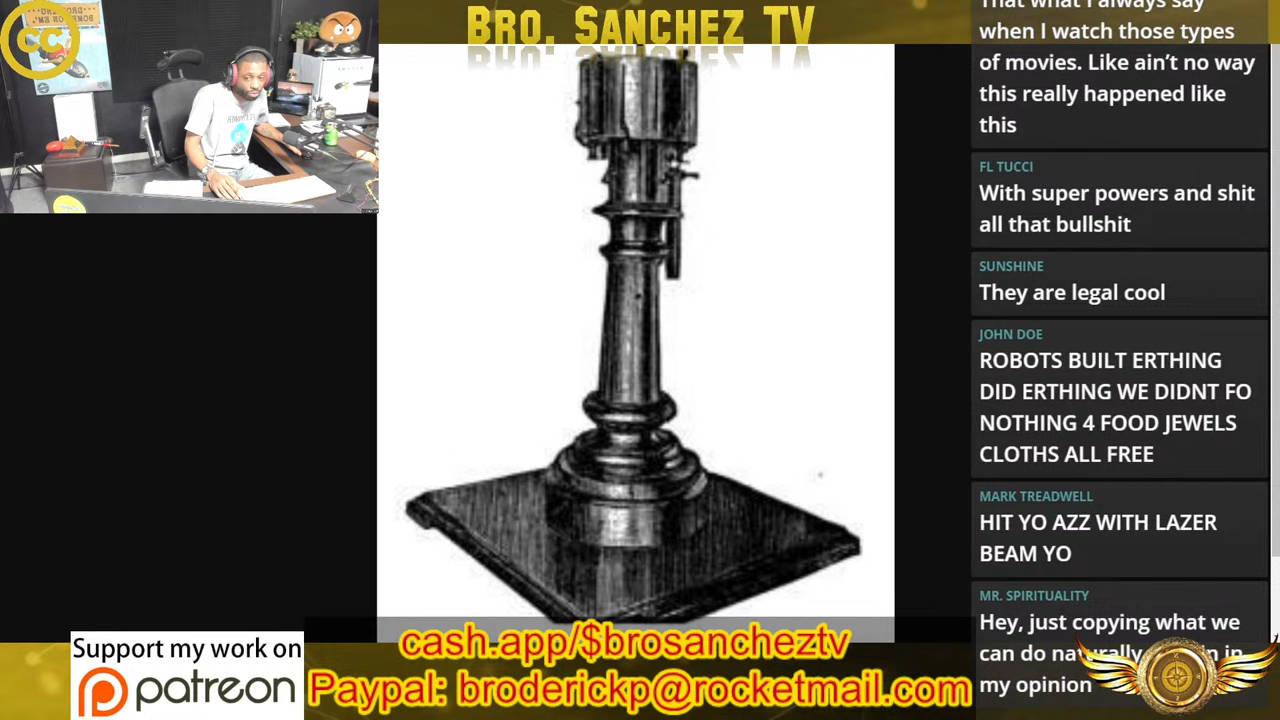 BRO. SANCHEZ TV
CC
That what I always say
when I watch those types
of movies. Like ain't no way
this really happened like
this
FL TUCCI
With super powers and shit
all that bullshit
SUNSHINE
They are legal cool
JOHN DOE
ROBOTS BUILT ERTHING
DID ERTHING WE DIDNT FO
NOTHING 4 FOOD JEWELS
CLOTHS ALL FREE
MARK TREADWELL
HIT YO AZZ WITH LAZER
BEAM YO
MR. SPIRITUALITY
Hey, just copying what we
can do
my opinion
Support my work on
patreon
cash.app/$brosancheztv
Paypal: broderickp@rocketmail.com